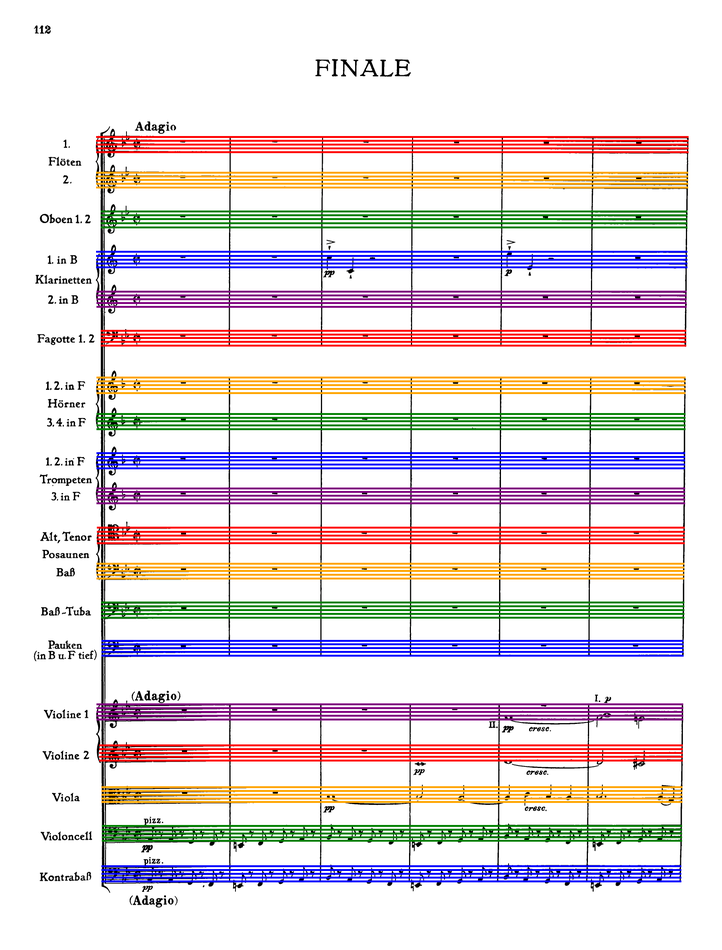 112
FINALE
Adagio
1.
Flöten
2.
Oboen 1. 2
1. in B
pp
p
Klarinetten
2. in B
Fagotte 1. 2
1. 2. in F
Hörner
3. 4. in F
1. 2. in F
Trompeten
3. in F
Alt, Tenor
Posaunen
Baß
Baß-Tuba
Pauken
(in B u. F tief)
(Adagio)
I. p
Violine 1
II. pp cresc.
Violine 2
pp
cresc.
Viola
pp
cresc.
pizz.
Violoncell
pp
pizz.
Kontrabaß
pp
(Adagio)